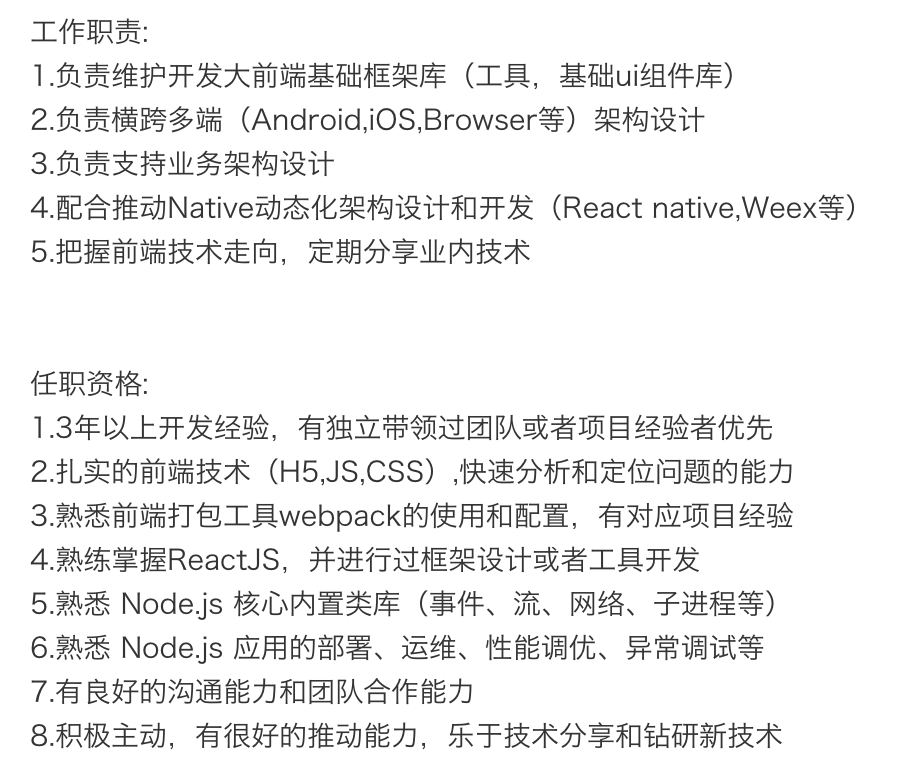 工作职责:
1.负责维护开发大前端基础框架库（工具，基础ui组件库）
2.负责横跨多端（Android,iOS,Browser等）架构设计
3.负责支持业务架构设计
4.配合推动Native动态化架构设计和开发（React native,Weex等）
5.把握前端技术走向，定期分享业内技术
任职资格:
1.3年以上开发经验，有独立带领过团队或者项目经验者优先
2.扎实的前端技术（H5,JS,CSS）,快速分析和定位问题的能力
3.熟悉前端打包工具webpack的使用和配置，有对应项目经验
4.熟练掌握ReactJS，并进行过框架设计或者工具开发
5.熟悉 Node.js 核心内置类库（事件、流、网络、子进程等）
6.熟悉 Node.js 应用的部署、运维、性能调优、异常调试等
7.有良好的沟通能力和团队合作能力
8.积极主动，有很好的推动能力，乐于技术分享和钻研新技术